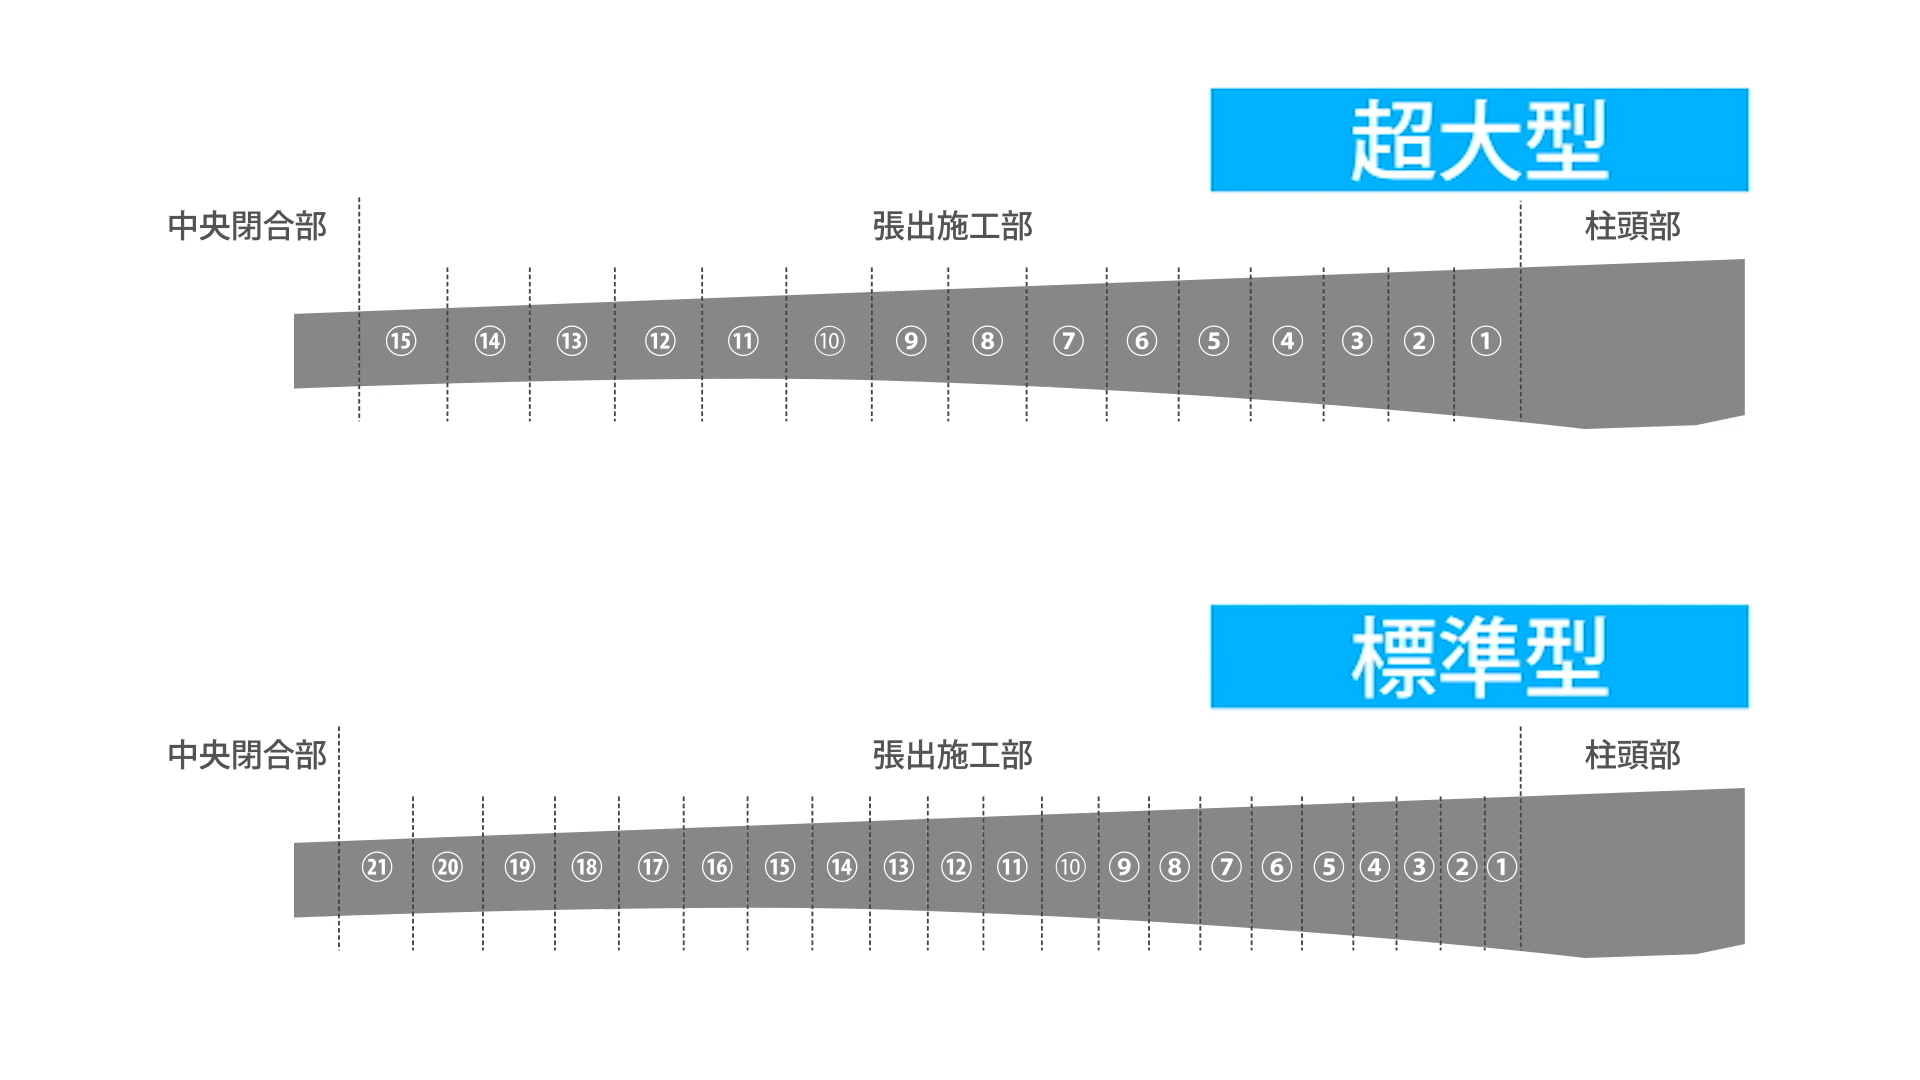 超大型
中央閉合部 張出施工部 柱頭部
⑮ ⑭ ⑬ ⑫ ⑪ ⑩ ⑨ ⑧ ⑦ ⑥ ⑤ ④ ③ ② ①
標準型
中央閉合部 張出施工部 柱頭部
㉑ ⑳ ⑲ ⑱ ⑰ ⑯ ⑮ ⑭ ⑬ ⑫ ⑪ ⑩ ⑨ ⑧ ⑦ ⑥ ⑤ ④ ③ ② ①